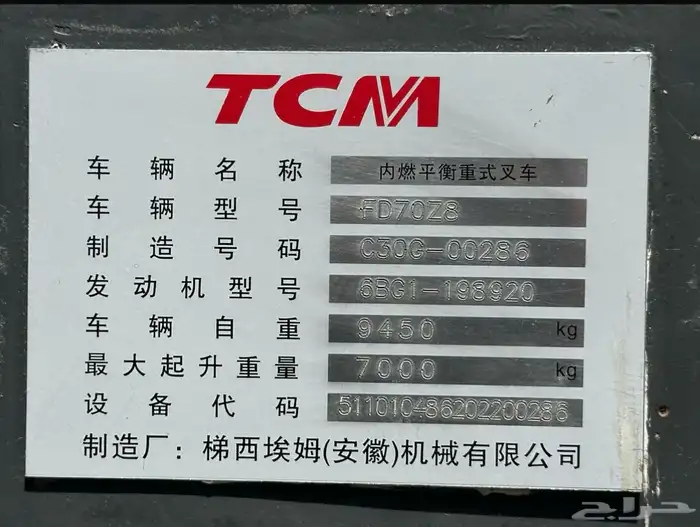 TCM
车辆名称 内燃平衡重式叉车
车辆型号 FD70Z8
制造号码 C30G-00286
发动机型号 6BG1-198920
车辆自重 9450 kg
最大起升重量 7000 kg
设备代码 511010486202200286
制造厂：梯西埃姆(安徽)机械有限公司
حراج